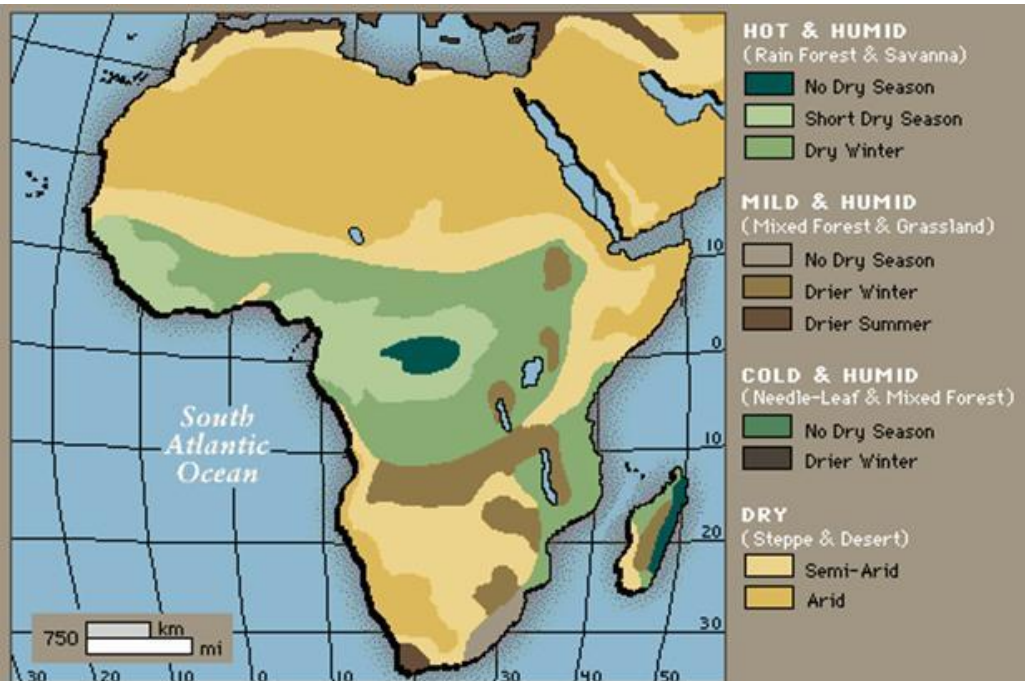 HOT & HUMID
(Rain Forest & Savanna)
No Dry Season
Short Dry Season
Dry Winter
MILD & HUMID
(Mixed Forest & Grassland)
No Dry Season
Drier Winter
Drier Summer
COLD & HUMID
(Needle-Leaf & Mixed Forest)
No Dry Season
Drier Winter
DRY
(Steppe & Desert)
Semi-Arid
Arid
South
Atlantic
Ocean
10
0
10
20
30
750 km
mi
30 20 10 0 10 30 40 50